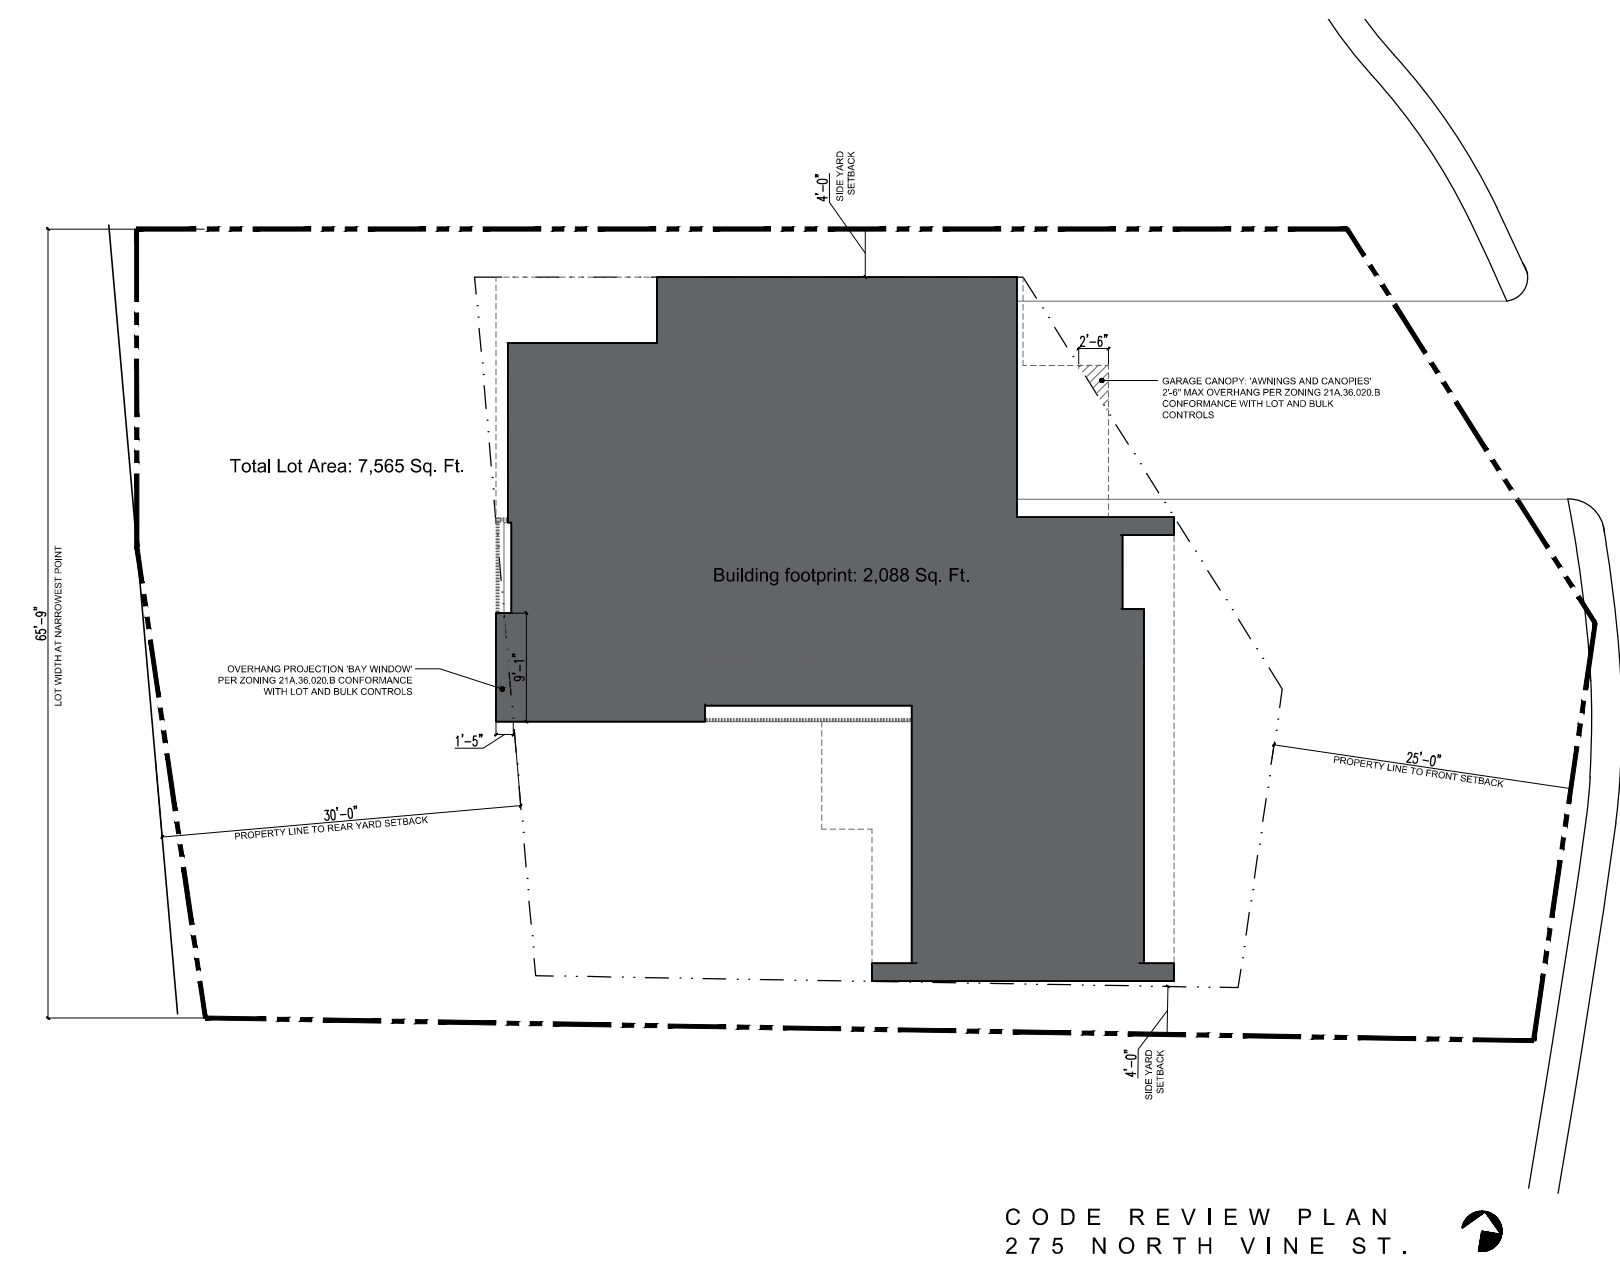 4'-0"
SIDE YARD
SETBACK
2'-6"
GARAGE CANOPY: 'AWNINGS AND CANOPIES'
2'-6" MAX OVERHANG PER ZONING 21A.36.020.B
CONFORMANCE WITH LOT AND BULK
CONTROLS
Total Lot Area: 7,565 Sq. Ft.
65'-9"
LOT WIDTH AT NARROWEST POINT
Building footprint: 2,088 Sq. Ft.
OVERHANG PROJECTION 'BAY WINDOW'
PER ZONING 21A.36.020.B CONFORMANCE
WITH LOT AND BULK CONTROLS
9'-1"
1'-5"
25'-0"
PROPERTY LINE TO FRONT SETBACK
30'-0"
PROPERTY LINE TO REAR YARD SETBACK
4'-0"
SIDE YARD
SETBACK
CODE REVIEW PLAN
275 NORTH VINE ST.